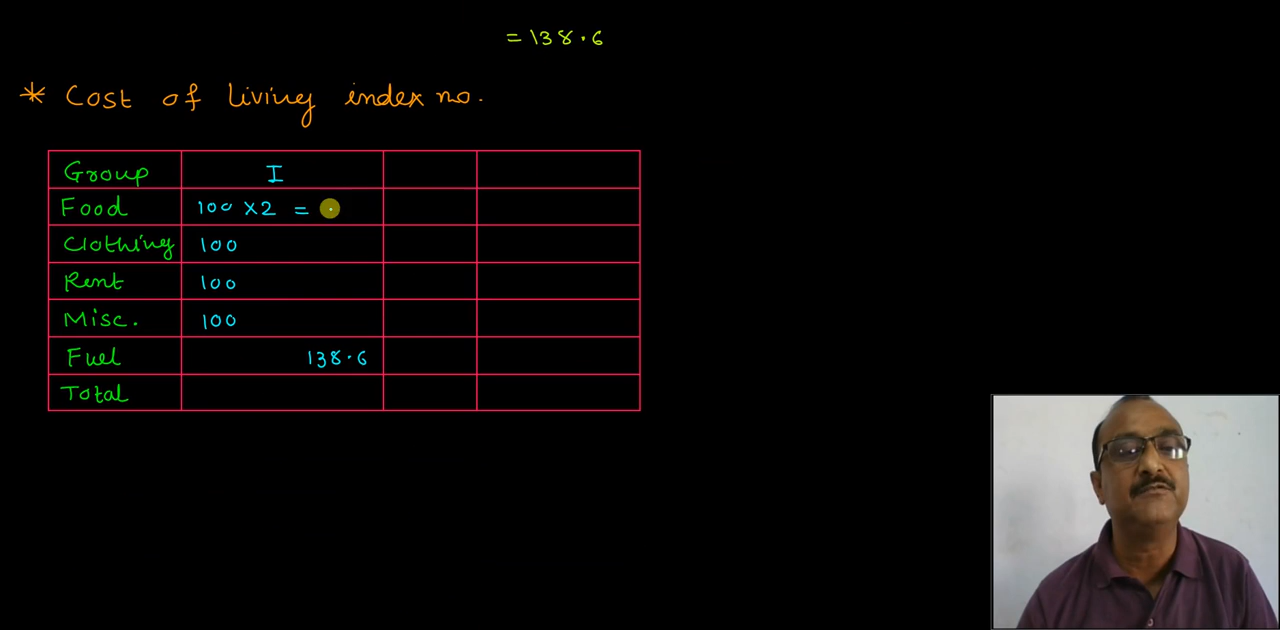 = 138.6
* Cost of living index no.
Group I
Food 100 × 2 =
Clothing 100
Rent 100
Misc. 100
Fuel 138.6
Total